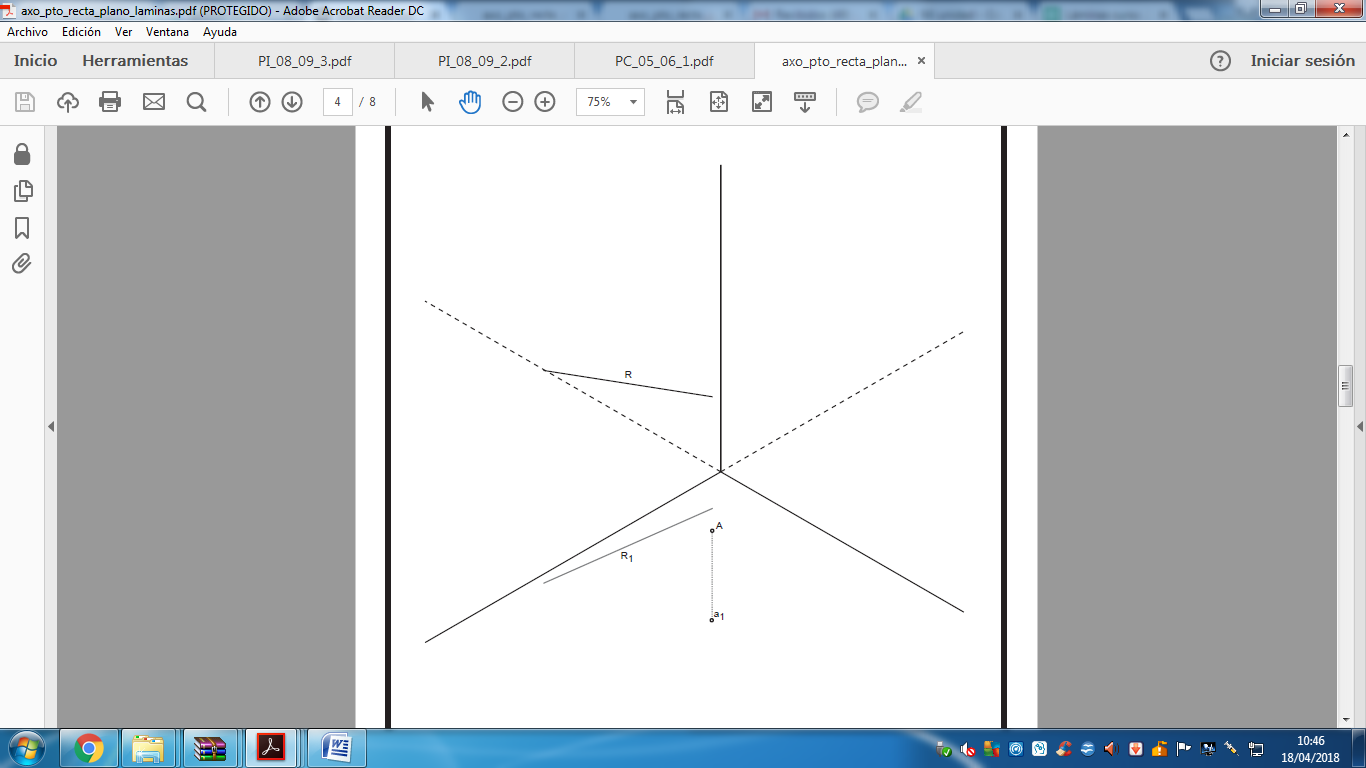 axo_pto_recta_plano_laminas.pdf (PROTEGIDO) - Adobe Acrobat Reader DC
Archivo Edición Ver Ventana Ayuda
Inicio Herramientas PI_08_09_3.pdf PI_08_09_2.pdf PC_05_06_1.pdf axo_pto_recta_plan... Iniciar sesión
4 / 8 75%
R
A
R1
a1
10:46
18/04/2018